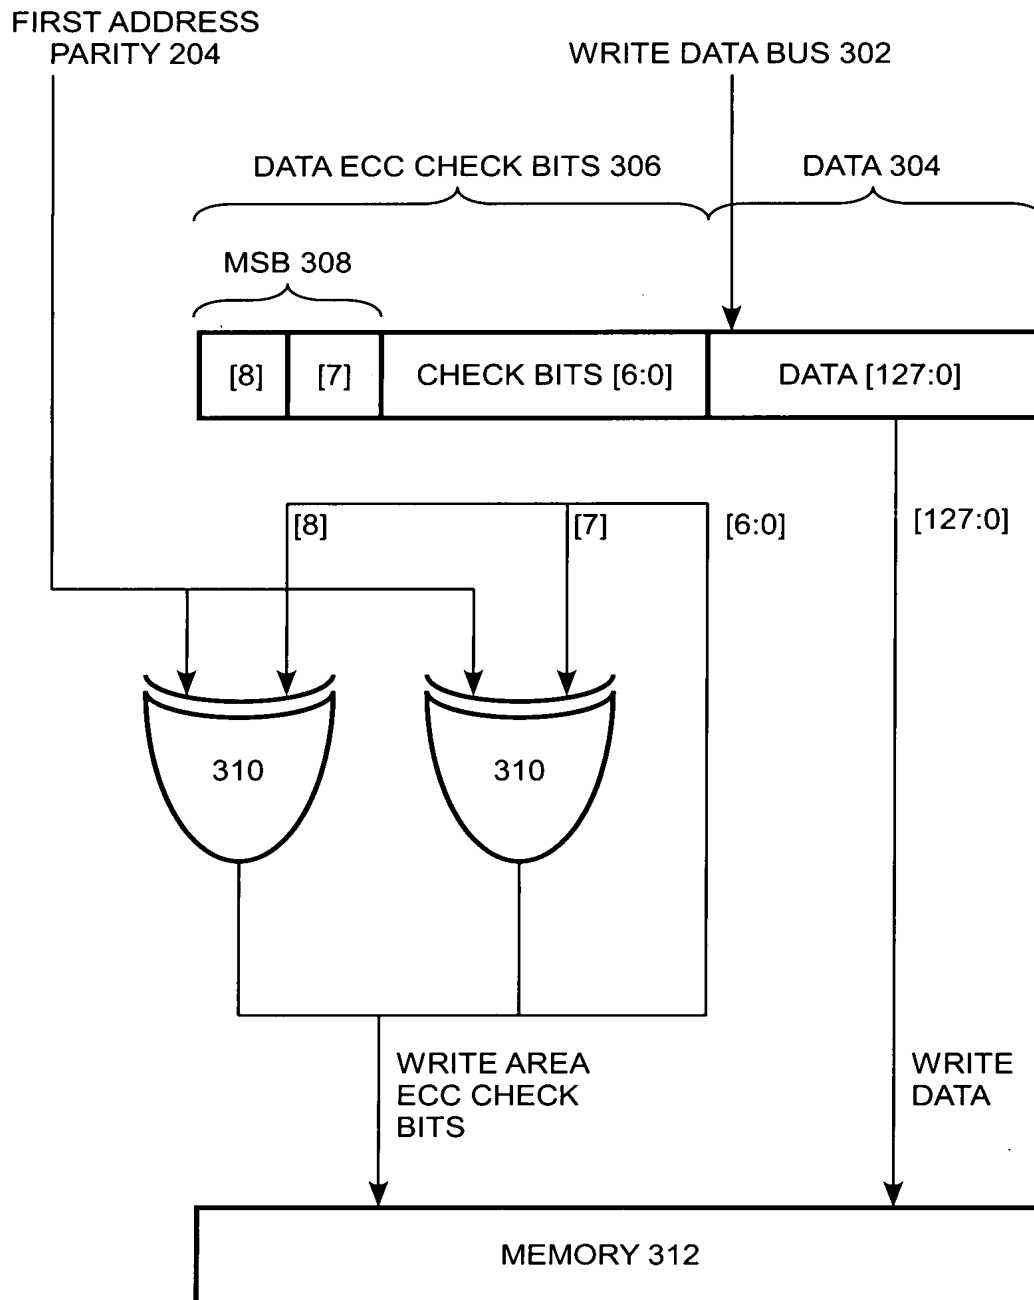 FIRST ADDRESS
PARITY 204
WRITE DATA BUS 302
DATA ECC CHECK BITS 306
DATA 304
MSB 308
[8]
[7]
CHECK BITS [6:0]
DATA [127:0]
[8]
[7]
[6:0]
[127:0]
310
310
WRITE AREA
ECC CHECK
BITS
WRITE
DATA
MEMORY 312